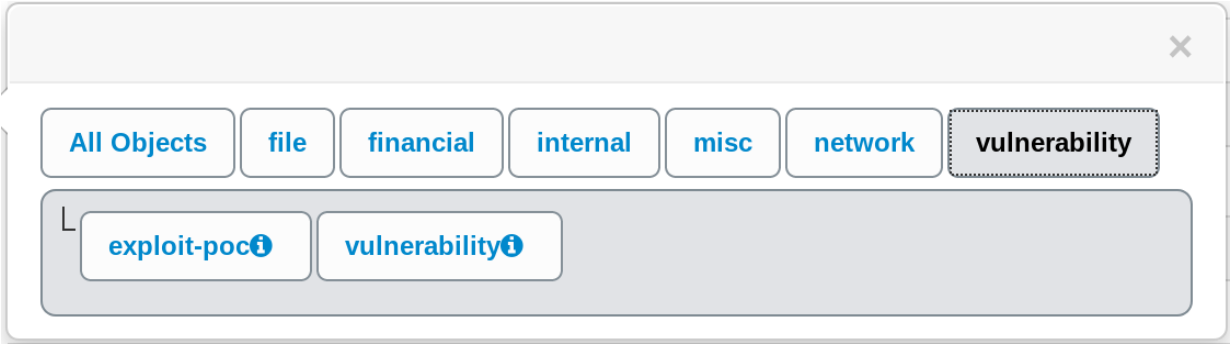 ×
All Objects file financial internal misc network vulnerability
exploit-poc vulnerability